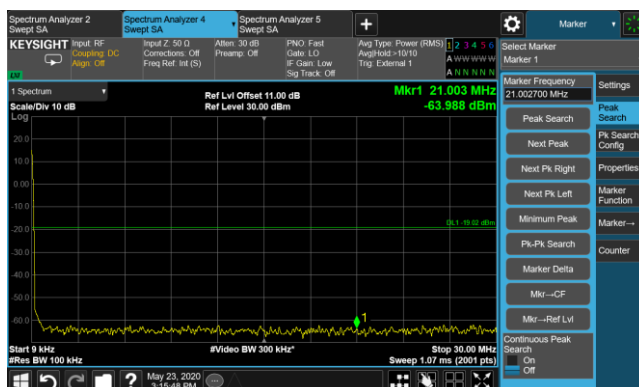 Spectrum Analyzer 2
Swept SA
Spectrum Analyzer 4
Swept SA
Spectrum Analyzer 5
Swept SA
Marker
KEYSIGHT
Input: RF
Coupling: DC
Align: Off
Input Z: 50 Ω
Corrections: Off
Freq Ref: Int (S)
Atten: 30 dB
Preamp: Off
PNO: Fast
Gate: LO
IF Gain: Low
Sig Track: Off
Avg Type: Power (RMS)
Avg|Hold:>10/10
Trig: External 1
1 2 3 4 5 6
A W W W W W
A N N N N N
Select Marker
Marker 1
1 Spectrum
Scale/Div 10 dB
Ref Lvl Offset 11.00 dB
Ref Level 30.00 dBm
Mkr1 21.003 MHz
-63.988 dBm
Log
20.0
10.0
0.00
-10.0
-20.0
-30.0
-40.0
-50.0
-60.0
DL1 -19.02 dBm
1
Start 9 kHz
#Res BW 100 kHz
#Video BW 300 kHz*
Stop 30.00 MHz
Sweep 1.07 ms (2001 pts)
Marker Frequency
21.002700 MHz
Peak Search
Next Peak
Next Pk Right
Next Pk Left
Minimum Peak
Pk-Pk Search
Marker Delta
Mkr→CF
Mkr→Ref Lvl
Continuous Peak
Search
On
Off
Settings
Peak
Search
Pk Search
Config
Properties
Marker
Function
Marker→
Counter
May 23, 2020
3:15:48 PM